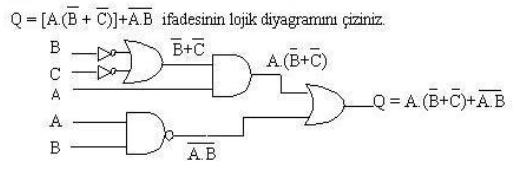 Q = [A.(B̅ + C̅)]+A̅.̅B̅ ifadesinin lojik diyagramını çiziniz.
B
B̅+C̅
C
A
A.(B̅+C̅)
Q = A.(B̅+C̅)+A̅.̅B̅
A
B
A̅.̅B̅